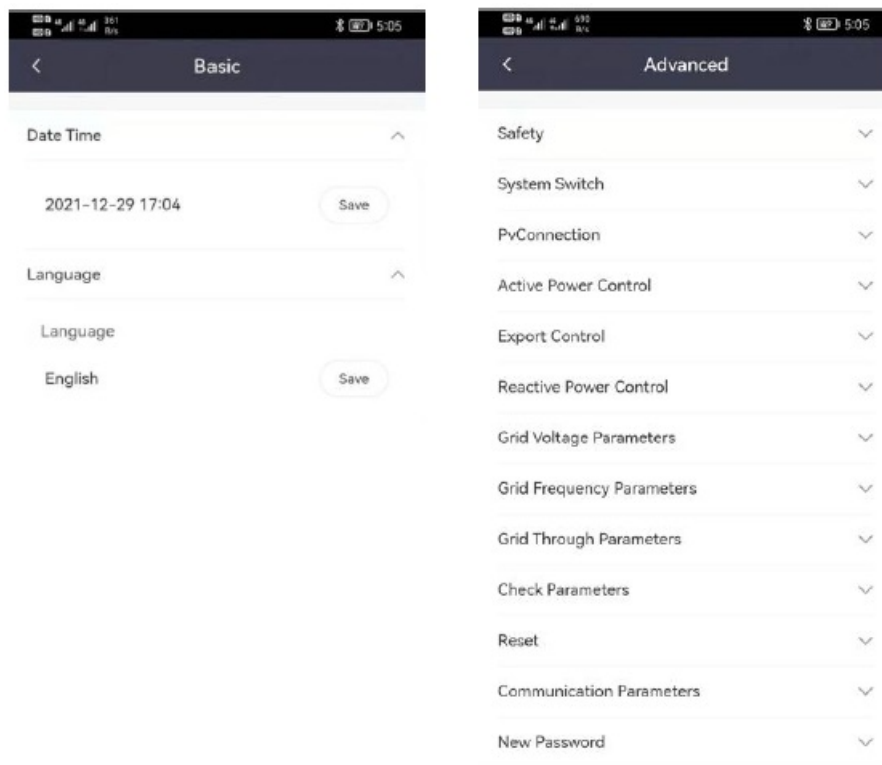 361
B/s
5:05
Basic
Date Time
2021-12-29 17:04
Save
Language
Language
English
Save
690
B/s
5:05
Advanced
Safety
System Switch
PvConnection
Active Power Control
Export Control
Reactive Power Control
Grid Voltage Parameters
Grid Frequency Parameters
Grid Through Parameters
Check Parameters
Reset
Communication Parameters
New Password